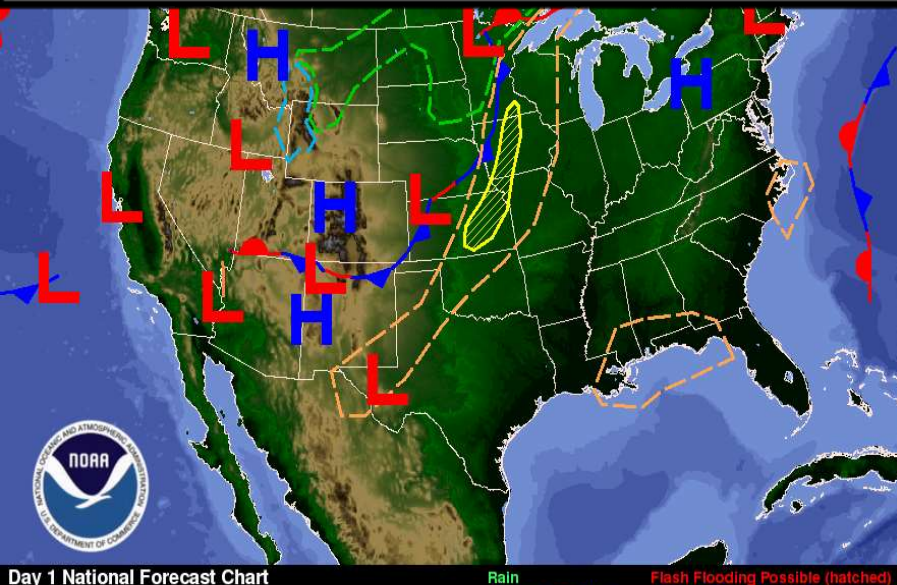 L
L
L
H
H
L
L
H
L
L
L
L
H
L
NOAA
NATIONAL OCEANIC AND ATMOSPHERIC ADMINISTRATION
U.S. DEPARTMENT OF COMMERCE
Day 1 National Forecast Chart Rain Flash Flooding Possible (hatched)